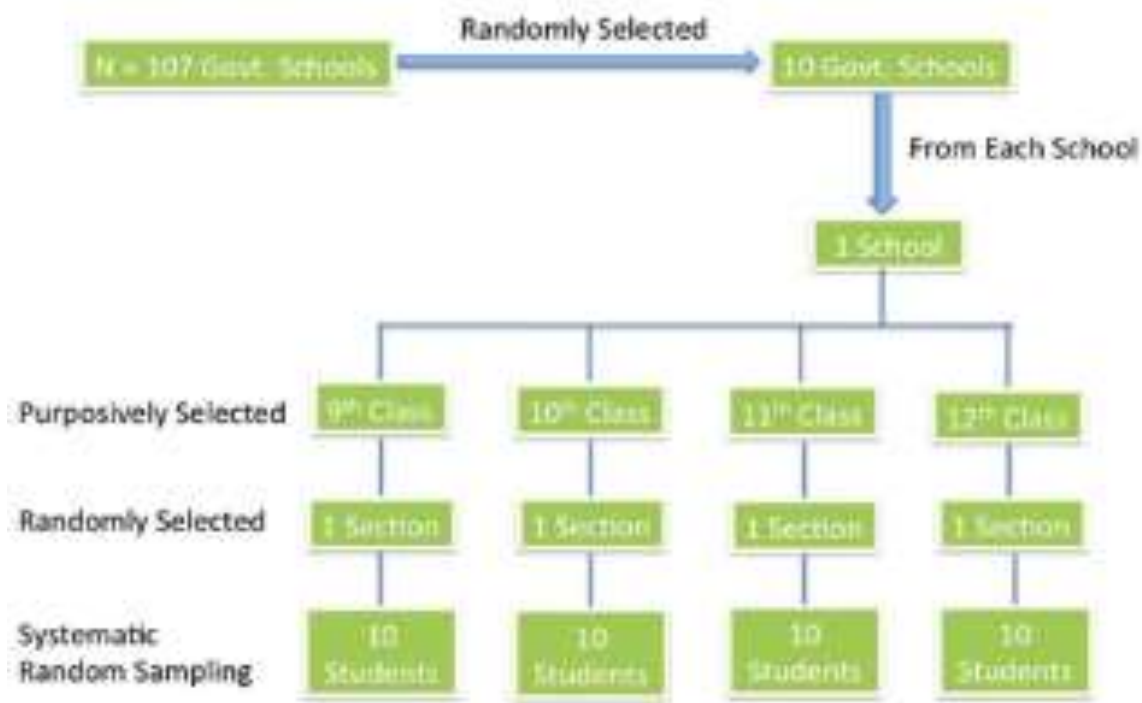 Randomly Selected
N = 107 Govt. Schools
10 Govt. Schools
From Each School
1 School
Purposively Selected
9th Class
10th Class
11th Class
12th Class
Randomly Selected
1 Section
1 Section
1 Section
1 Section
Systematic
Random Sampling
10
Students
10
Students
10
Students
10
Students